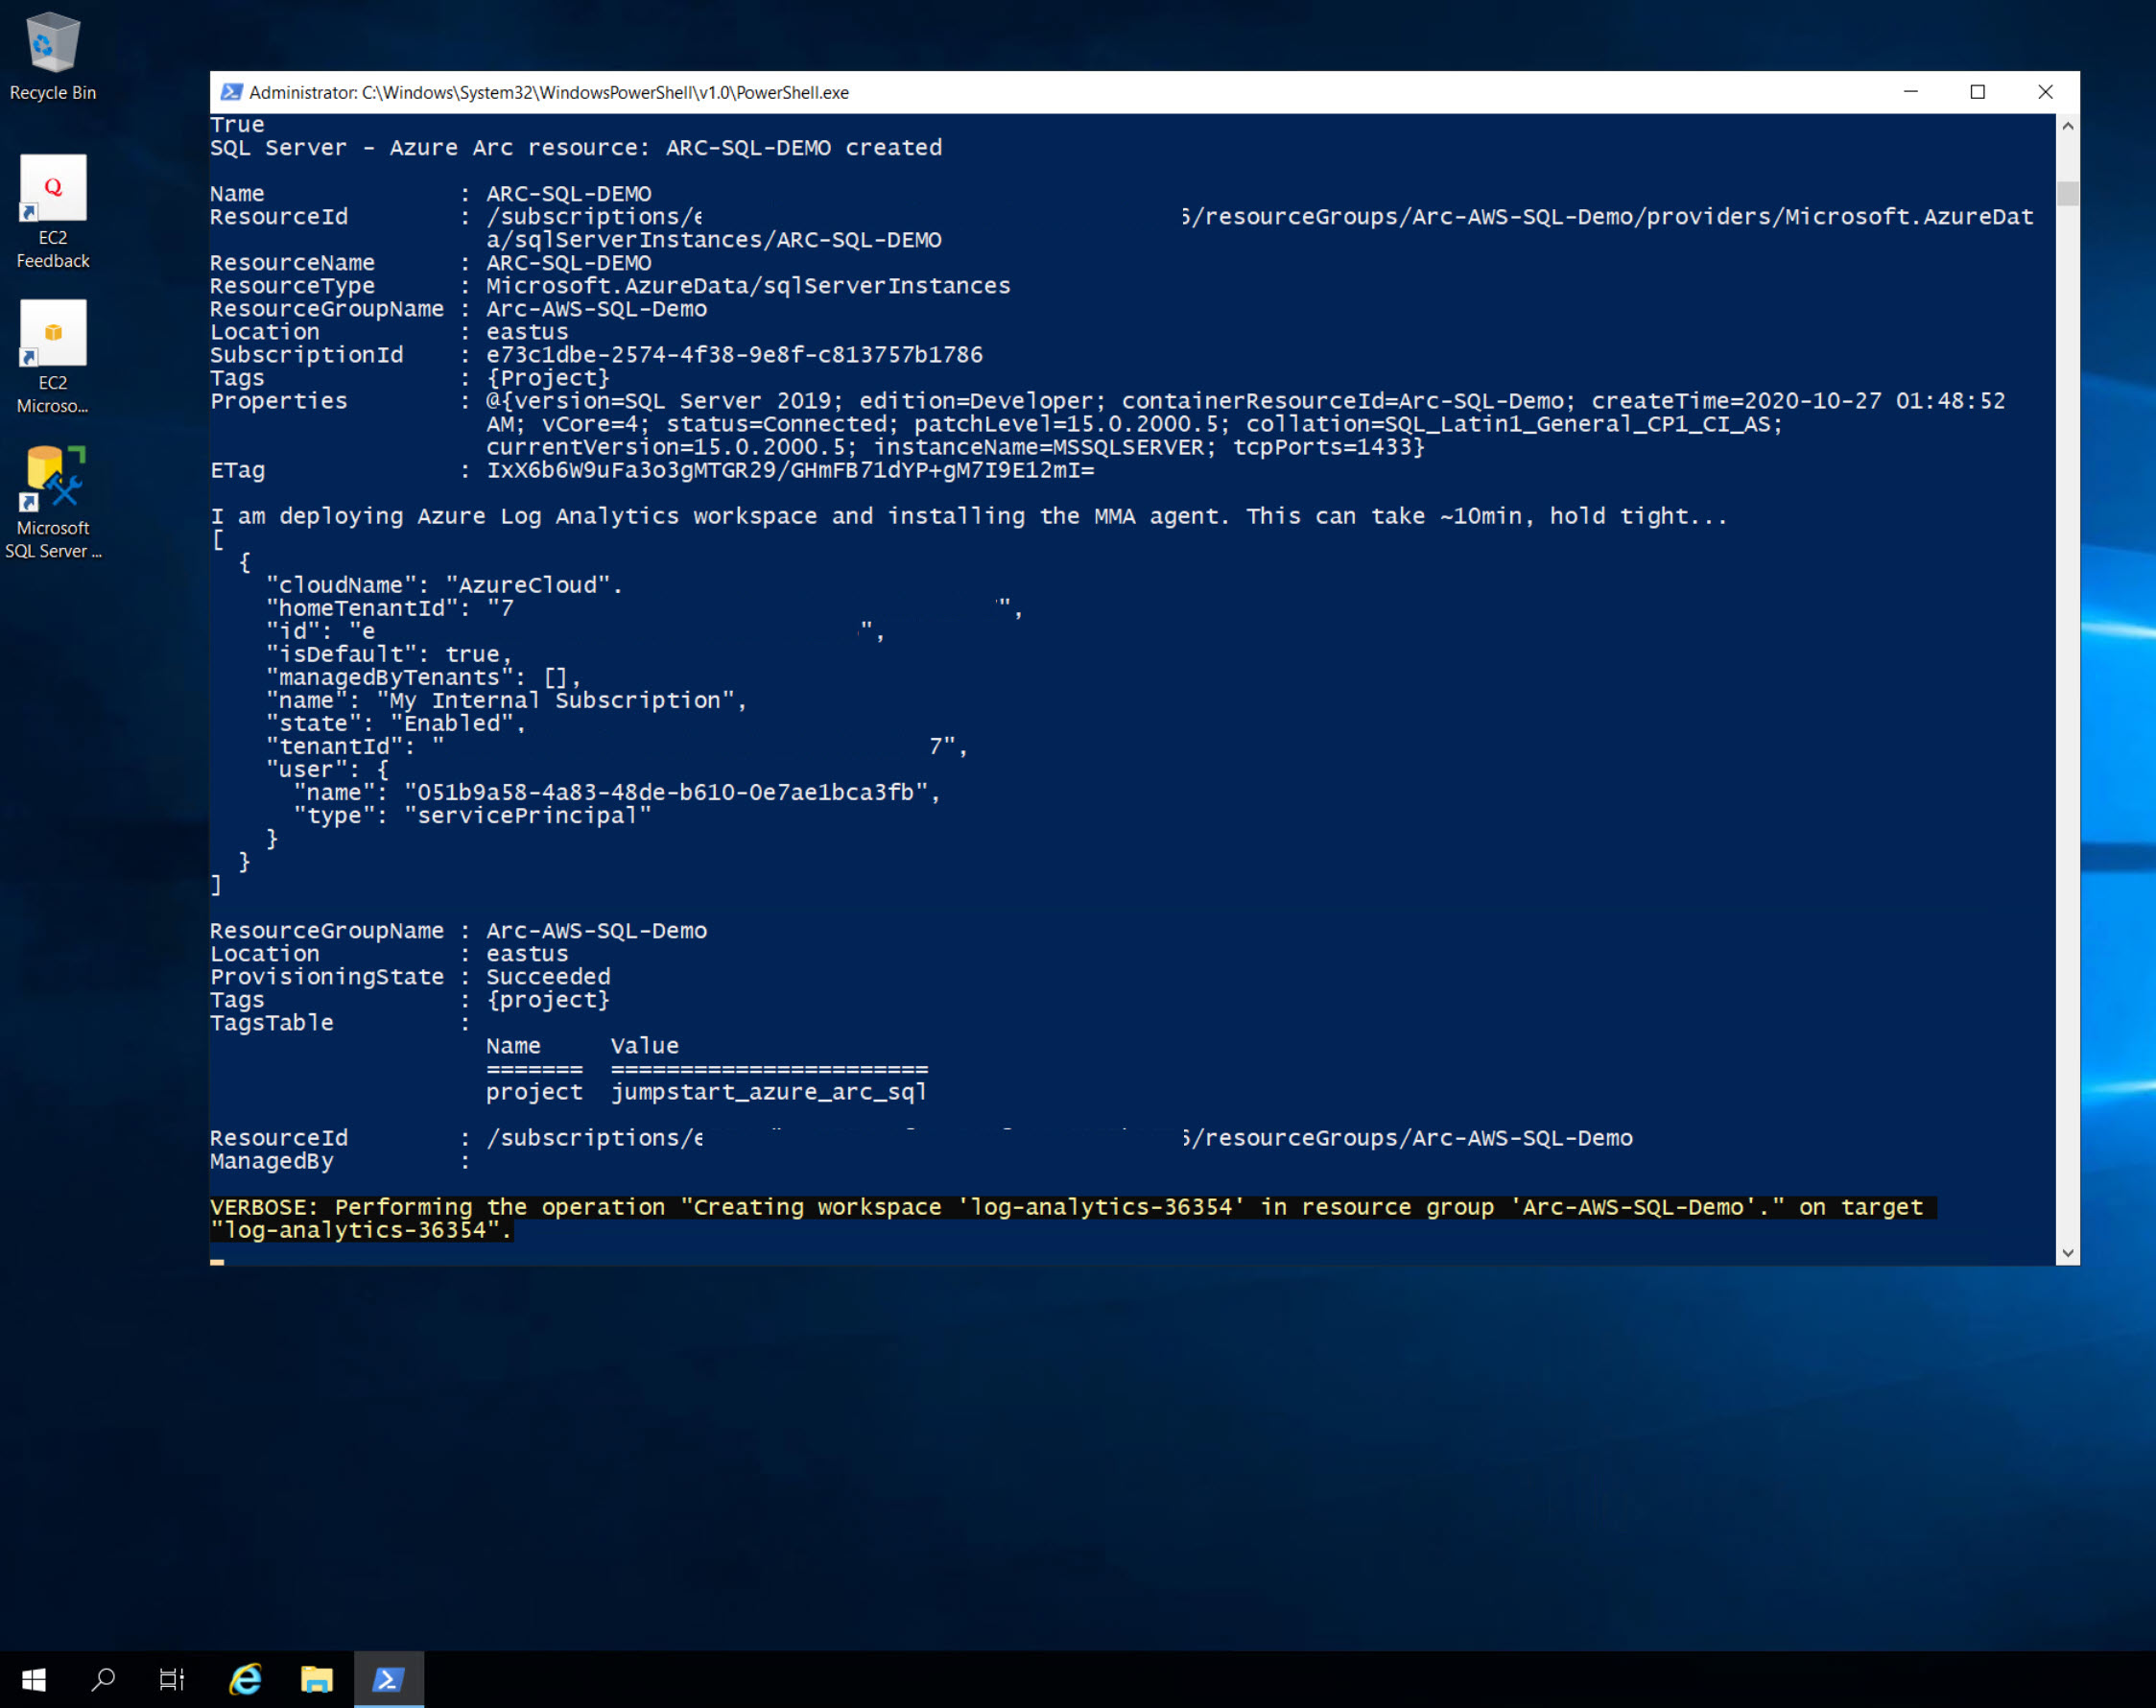 Recycle Bin
EC2
Feedback
EC2
Microso...
Microsoft
SQL Server ...
Administrator: C:\Windows\System32\WindowsPowerShell\v1.0\PowerShell.exe
True
SQL Server - Azure Arc resource: ARC-SQL-DEMO created
Name : ARC-SQL-DEMO
ResourceId : /subscriptions/e /resourceGroups/Arc-AWS-SQL-Demo/providers/Microsoft.AzureDat
a/sqlServerInstances/ARC-SQL-DEMO
ResourceName : ARC-SQL-DEMO
ResourceType : Microsoft.AzureData/sqlServerInstances
ResourceGroupName : Arc-AWS-SQL-Demo
Location : eastus
SubscriptionId : e73c1dbe-2574-4f38-9e8f-c813757b1786
Tags : {Project}
Properties : @{version=SQL Server 2019; edition=Developer; containerResourceId=Arc-SQL-Demo; createTime=2020-10-27 01:48:52
AM; vCore=4; status=Connected; patchLevel=15.0.2000.5; collation=SQL_Latin1_General_CP1_CI_AS;
currentVersion=15.0.2000.5; instanceName=MSSQLSERVER; tcpPorts=1433}
ETag : IxX6b6W9uFa3o3gMTGR29/GHmFB71dYP+gM7I9E12mI=
I am deploying Azure Log Analytics workspace and installing the MMA agent. This can take ~10min, hold tight...
[
{
"cloudName": "AzureCloud".
"homeTenantId": "7 ",
"id": "e ",
"isDefault": true,
"managedByTenants": [],
"name": "My Internal Subscription",
"state": "Enabled",
"tenantId": " 7",
"user": {
"name": "051b9a58-4a83-48de-b610-0e7ae1bca3fb",
"type": "servicePrincipal"
}
}
]
ResourceGroupName : Arc-AWS-SQL-Demo
Location : eastus
ProvisioningState : Succeeded
Tags : {project}
TagsTable :
Name Value
======= =======================
project jumpstart_azure_arc_sql
ResourceId : /subscriptions/e /resourceGroups/Arc-AWS-SQL-Demo
ManagedBy :
VERBOSE: Performing the operation "Creating workspace 'log-analytics-36354' in resource group 'Arc-AWS-SQL-Demo'." on target
"log-analytics-36354".